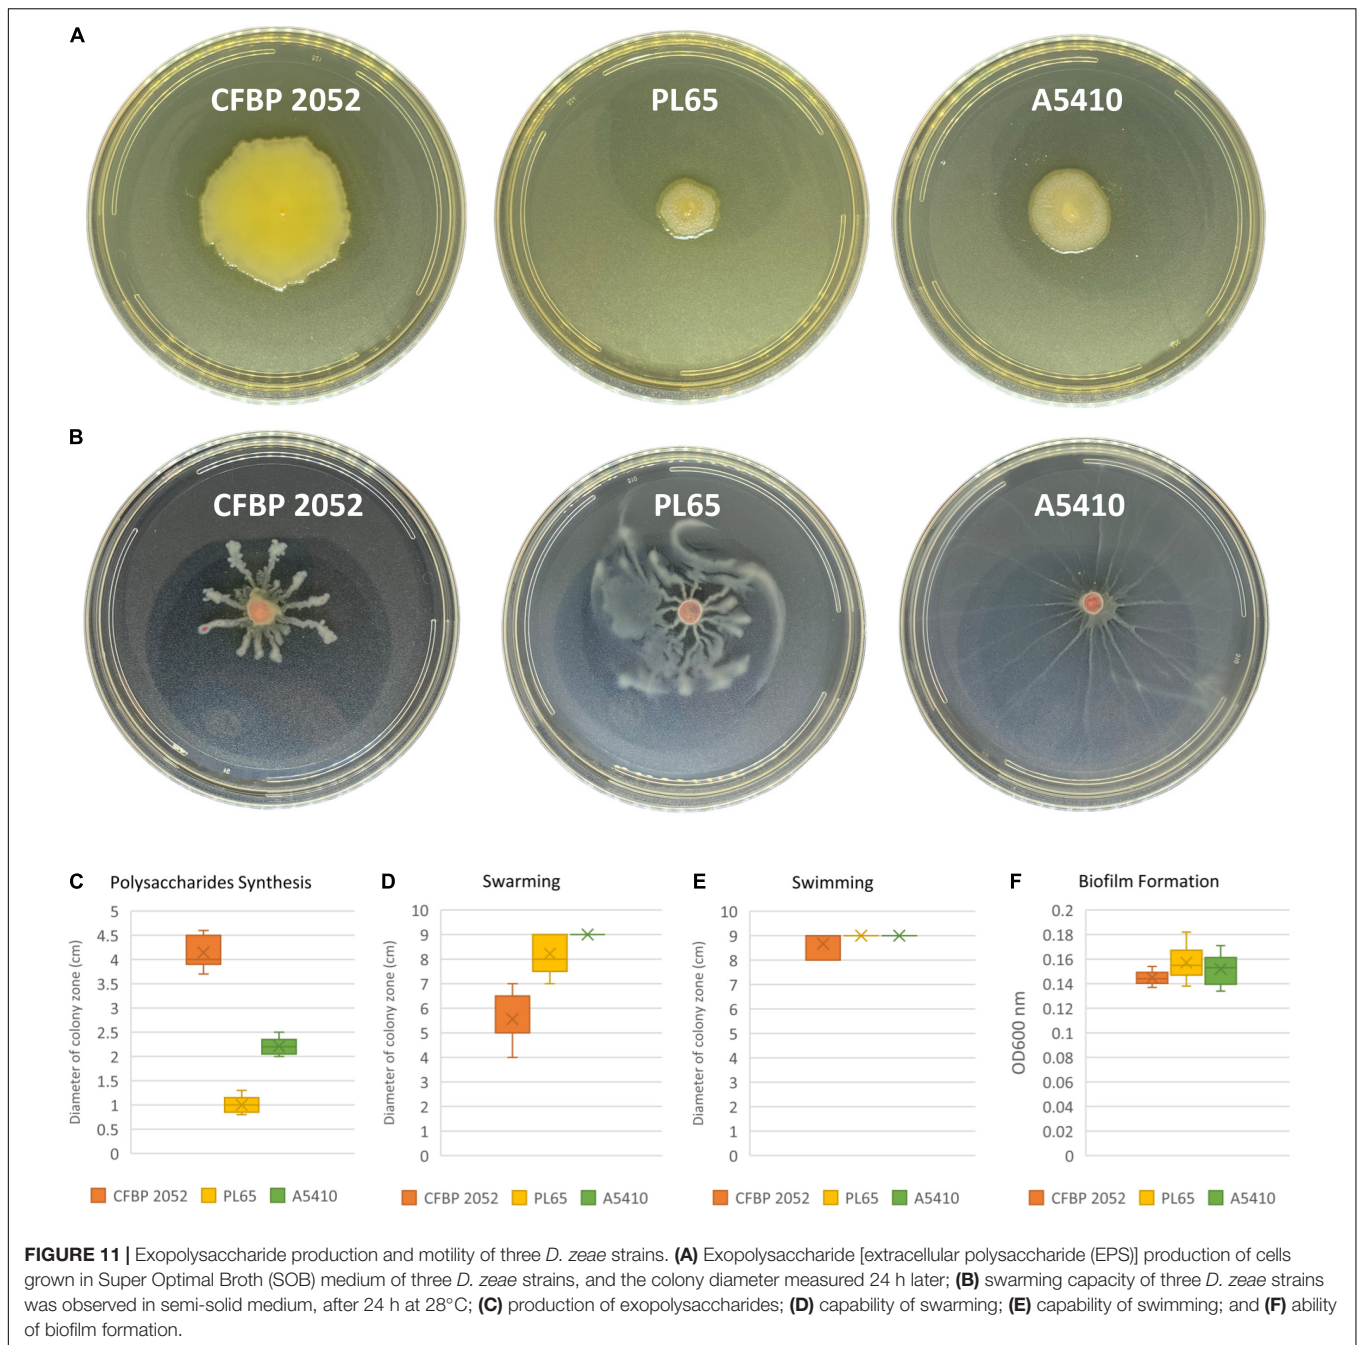 A
CFBP 2052
PL65
A5410
B
CFBP 2052
PL65
A5410
C Polysaccharides Synthesis
Diameter of colony zone (cm)
5
4.5
4
3.5
3
2.5
2
1.5
1
0.5
0
CFBP 2052 PL65 A5410
D Swarming
Diameter of colony zone (cm)
10
9
8
7
6
5
4
3
2
1
0
CFBP 2052 PL65 A5410
E Swimming
Diameter of colony zone (cm)
10
9
8
7
6
5
4
3
2
1
0
CFBP 2052 PL65 A5410
F Biofilm Formation
OD600 nm
0.2
0.18
0.16
0.14
0.12
0.1
0.08
0.06
0.04
0.02
0
CFBP 2052 PL65 A5410
FIGURE 11 | Exopolysaccharide production and motility of three D. zeae strains. (A) Exopolysaccharide [extracellular polysaccharide (EPS)] production of cells
grown in Super Optimal Broth (SOB) medium of three D. zeae strains, and the colony diameter measured 24 h later; (B) swarming capacity of three D. zeae strains
was observed in semi-solid medium, after 24 h at 28°C; (C) production of exopolysaccharides; (D) capability of swarming; (E) capability of swimming; and (F) ability
of biofilm formation.